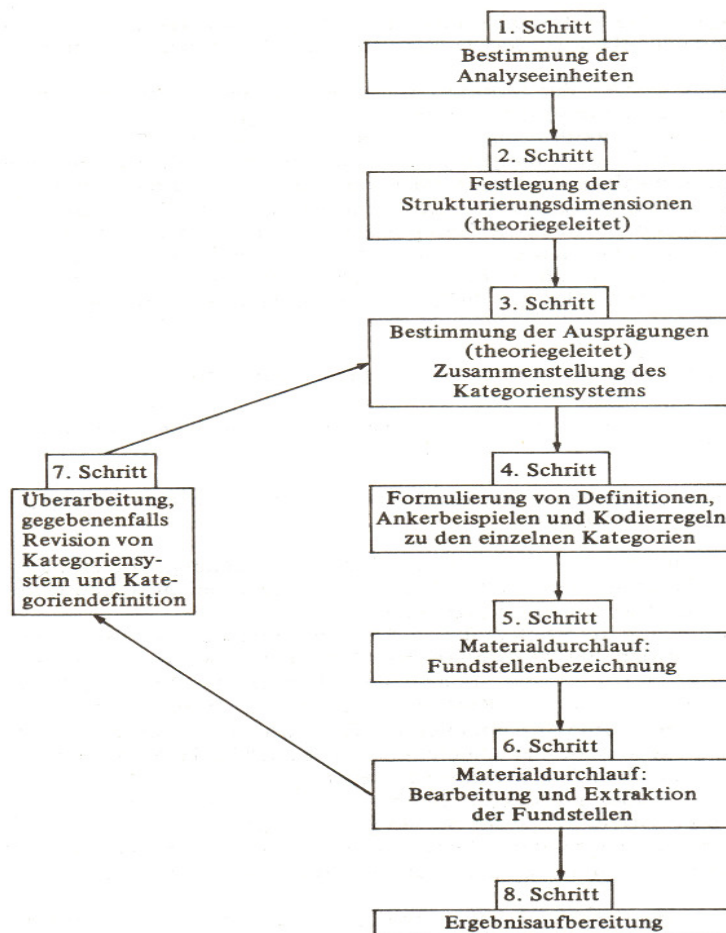 1. Schritt
Bestimmung der
Analyseeinheiten
2. Schritt
Festlegung der
Strukturierungsdimensionen
(theoriegeleitet)
3. Schritt
Bestimmung der Ausprägungen
(theoriegeleitet)
Zusammenstellung des
Kategoriensystems
4. Schritt
Formulierung von Definitionen,
Ankerbeispielen und Kodierregeln
zu den einzelnen Kategorien
5. Schritt
Materialdurchlauf:
Fundstellenbezeichnung
6. Schritt
Materialdurchlauf:
Bearbeitung und Extraktion
der Fundstellen
7. Schritt
Überarbeitung,
gegebenenfalls
Revision von
Kategoriensy-
stem und Kate-
goriendefinition
8. Schritt
Ergebnisaufbereitung